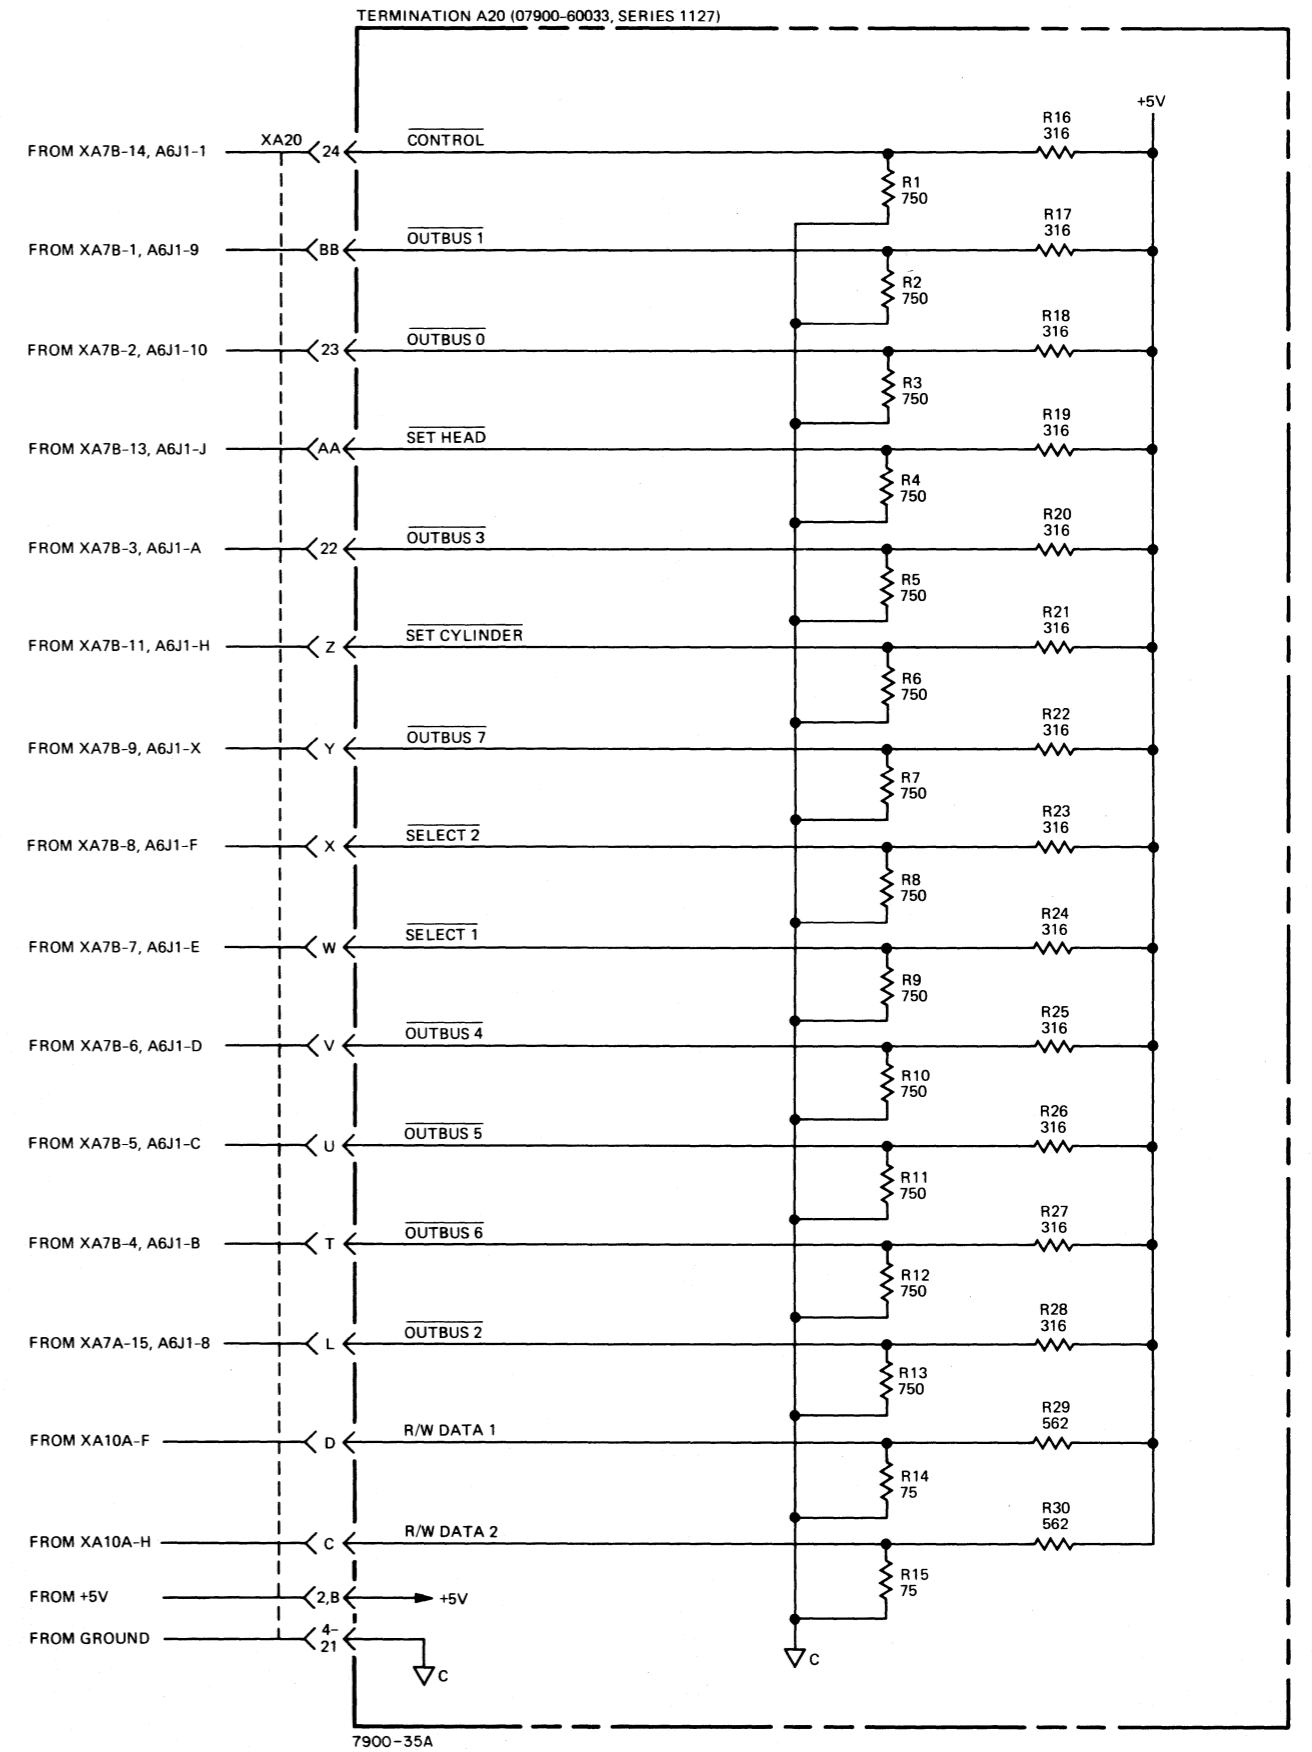 TERMINATION A20 (07900-60033, SERIES 1127)
+5V
XA20
FROM XA7B-14, A6J1-1
24
CONTROL
R16
316
R1
750
FROM XA7B-1, A6J1-9
BB
OUTBUS 1
R17
316
R2
750
FROM XA7B-2, A6J1-10
23
OUTBUS 0
R18
316
R3
750
FROM XA7B-13, A6J1-J
AA
SET HEAD
R19
316
R4
750
FROM XA7B-3, A6J1-A
22
OUTBUS 3
R20
316
R5
750
FROM XA7B-11, A6J1-H
Z
SET CYLINDER
R21
316
R6
750
FROM XA7B-9, A6J1-X
Y
OUTBUS 7
R22
316
R7
750
FROM XA7B-8, A6J1-F
X
SELECT 2
R23
316
R8
750
FROM XA7B-7, A6J1-E
W
SELECT 1
R24
316
R9
750
FROM XA7B-6, A6J1-D
V
OUTBUS 4
R25
316
R10
750
FROM XA7B-5, A6J1-C
U
OUTBUS 5
R26
316
R11
750
FROM XA7B-4, A6J1-B
T
OUTBUS 6
R27
316
R12
750
FROM XA7A-15, A6J1-8
L
OUTBUS 2
R28
316
R13
750
FROM XA10A-F
D
R/W DATA 1
R29
562
R14
75
FROM XA10A-H
C
R/W DATA 2
R30
562
R15
75
FROM +5V
2,B
+5V
FROM GROUND
4-
21
C
C
7900-35A